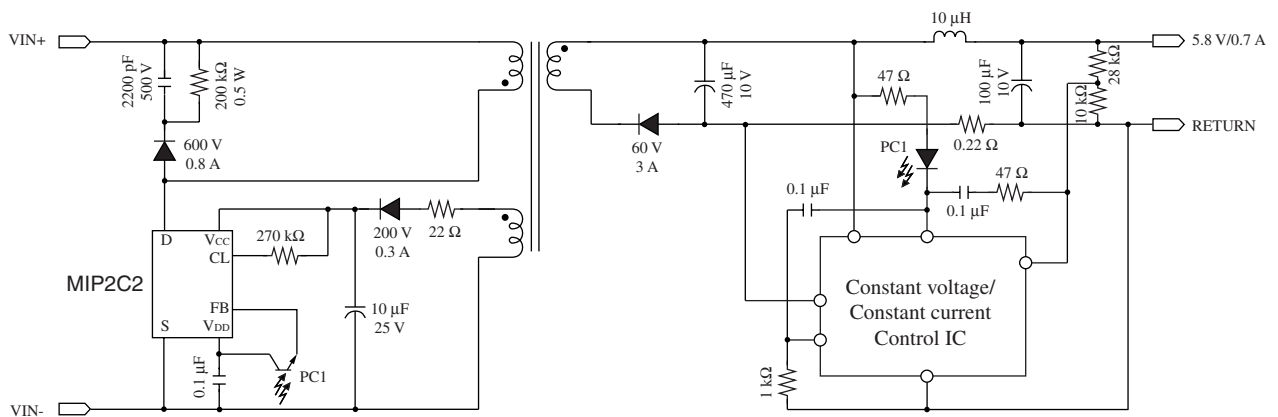 VIN+
2200 pF
500 V
200 kΩ
0.5 W
600 V
0.8 A
D
VCC
CL
MIP2C2
FB
S
VDD
270 kΩ
200 V
0.3 A
22 Ω
10 µF
25 V
0.1 µF
PC1
VIN-
60 V
3 A
470 µF
10 V
10 µH
47 Ω
100 µF
10 V
28 kΩ
10 kΩ
5.8 V/0.7 A
RETURN
0.22 Ω
PC1
0.1 µF
0.1 µF
47 Ω
Constant voltage/
Constant current
Control IC
1 kΩ